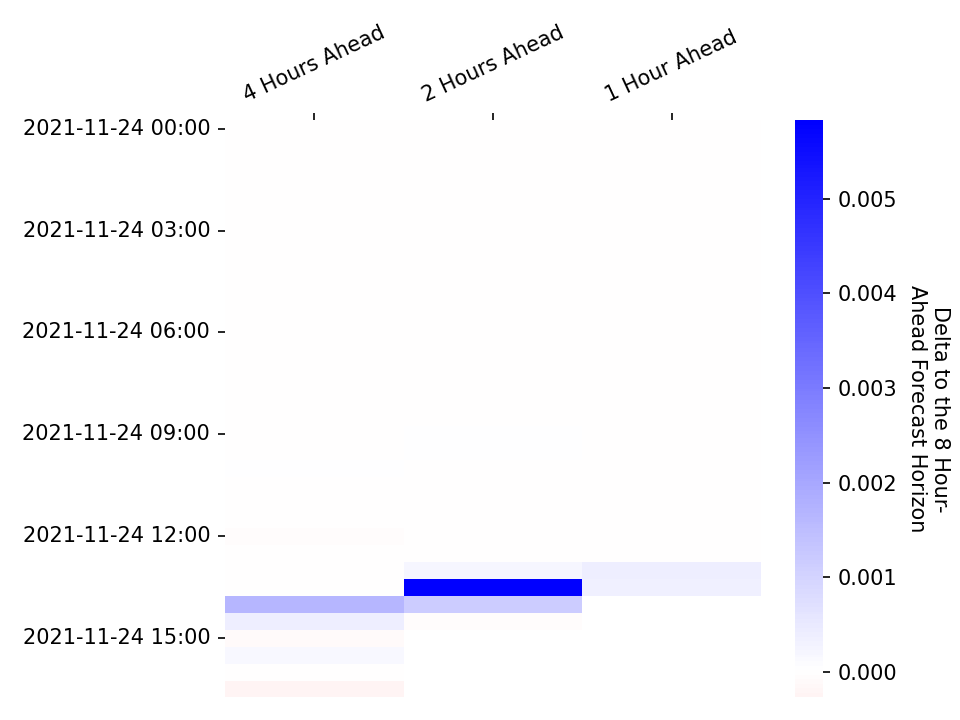 4 Hours Ahead
2 Hours Ahead
1 Hour Ahead
2021-11-24 00:00
2021-11-24 03:00
2021-11-24 06:00
2021-11-24 09:00
2021-11-24 12:00
2021-11-24 15:00
0.005
0.004
0.003
0.002
0.001
0.000
Delta to the 8 Hour-
Ahead Forecast Horizon